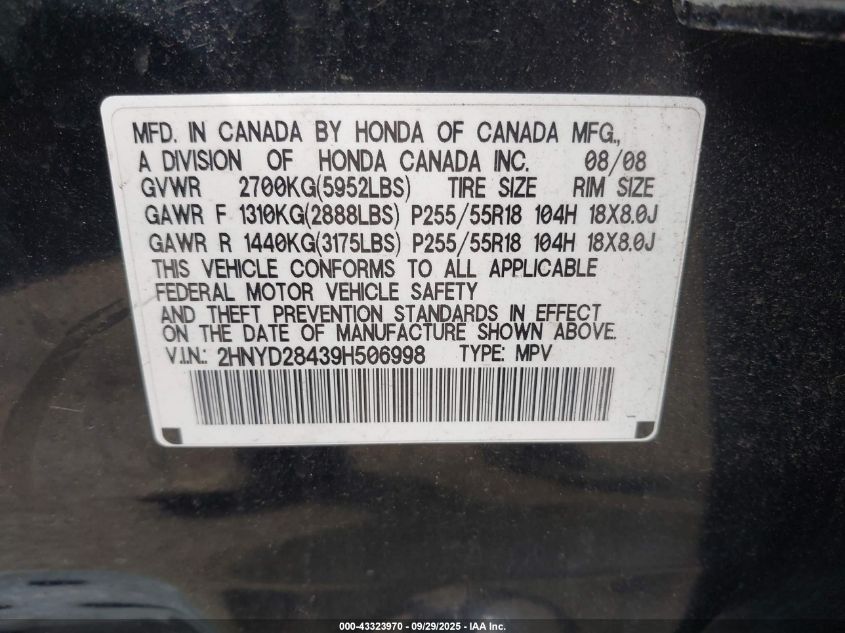 MFD. IN CANADA BY HONDA OF CANADA MFG.,
A DIVISION OF HONDA CANADA INC. 08/08
GVWR 2700KG(5952LBS) TIRE SIZE RIM SIZE
GAWR F 1310KG(2888LBS) P255/55R18 104H 18X8.0J
GAWR R 1440KG(3175LBS) P255/55R18 104H 18X8.0J
THIS VEHICLE CONFORMS TO ALL APPLICABLE
FEDERAL MOTOR VEHICLE SAFETY
AND THEFT PREVENTION STANDARDS IN EFFECT
ON THE DATE OF MANUFACTURE SHOWN ABOVE.
V.I.N.: 2HNYD28439H506998 TYPE: MPV
000-43323970 - 09/29/2025 - IAA Inc.